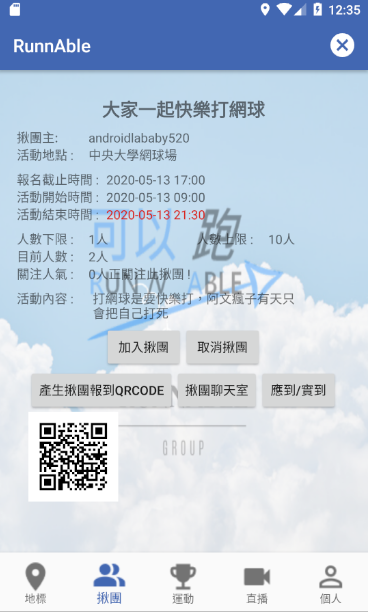 12:35
RunnAble
大家一起快樂打網球
揪團主: androidlababy520
活動地點 : 中央大學網球場
報名截止時間 : 2020-05-13 17:00
活動開始時間 : 2020-05-13 09:00
活動結束時間 : 2020-05-13 21:30
可以 跑
人數下限 : 1人 人數上限 : 10人
目前人數 : 2人
關注人氣 : 0人正關注此揪團!
RUNN ABLE
活動內容 : 打網球是要快樂打，阿文瘋子有天只
會把自己打死
加入揪團 取消揪團
產生揪團報到QRCODE 揪團聊天室 應到/實到
GROUP
地標 揪團 運動 直播 個人